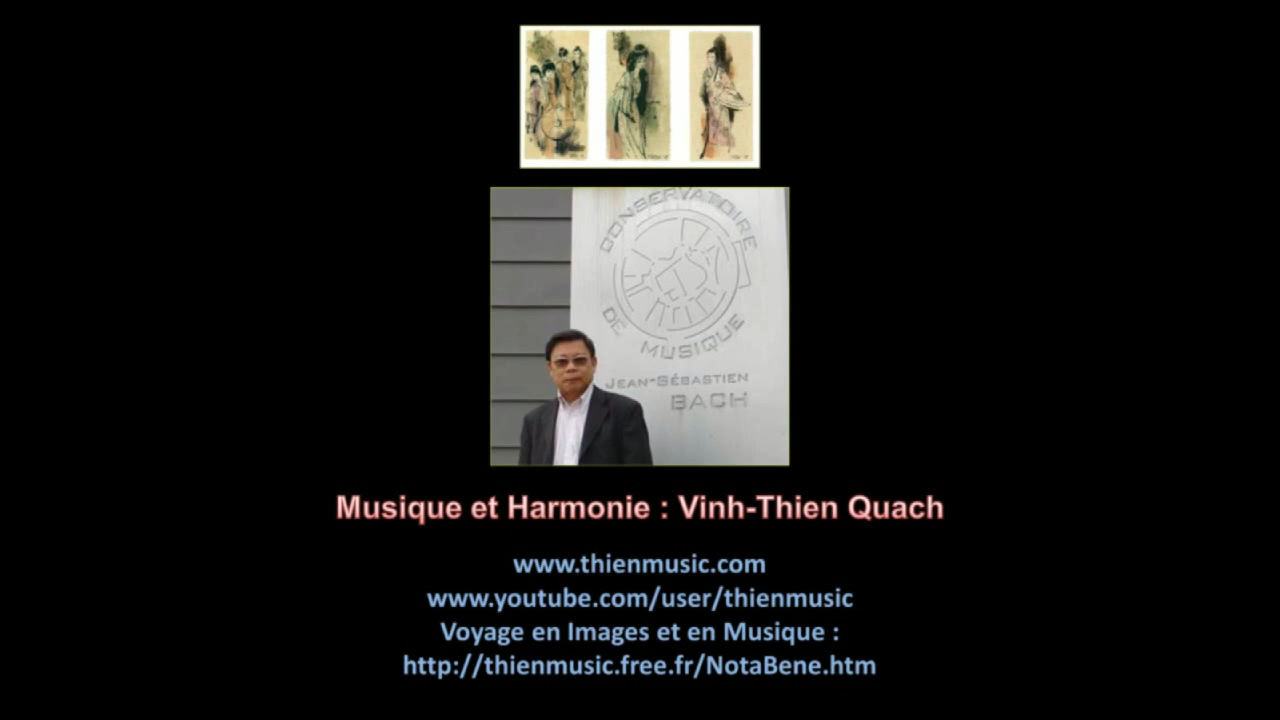 CONSERVATOIRE
DE MUSIQUE
JEAN-SÉBASTIEN
BACH
Musique et Harmonie : Vinh-Thien Quach
www.thienmusic.com
www.youtube.com/user/thienmusic
Voyage en Images et en Musique :
http://thienmusic.free.fr/NotaBene.htm